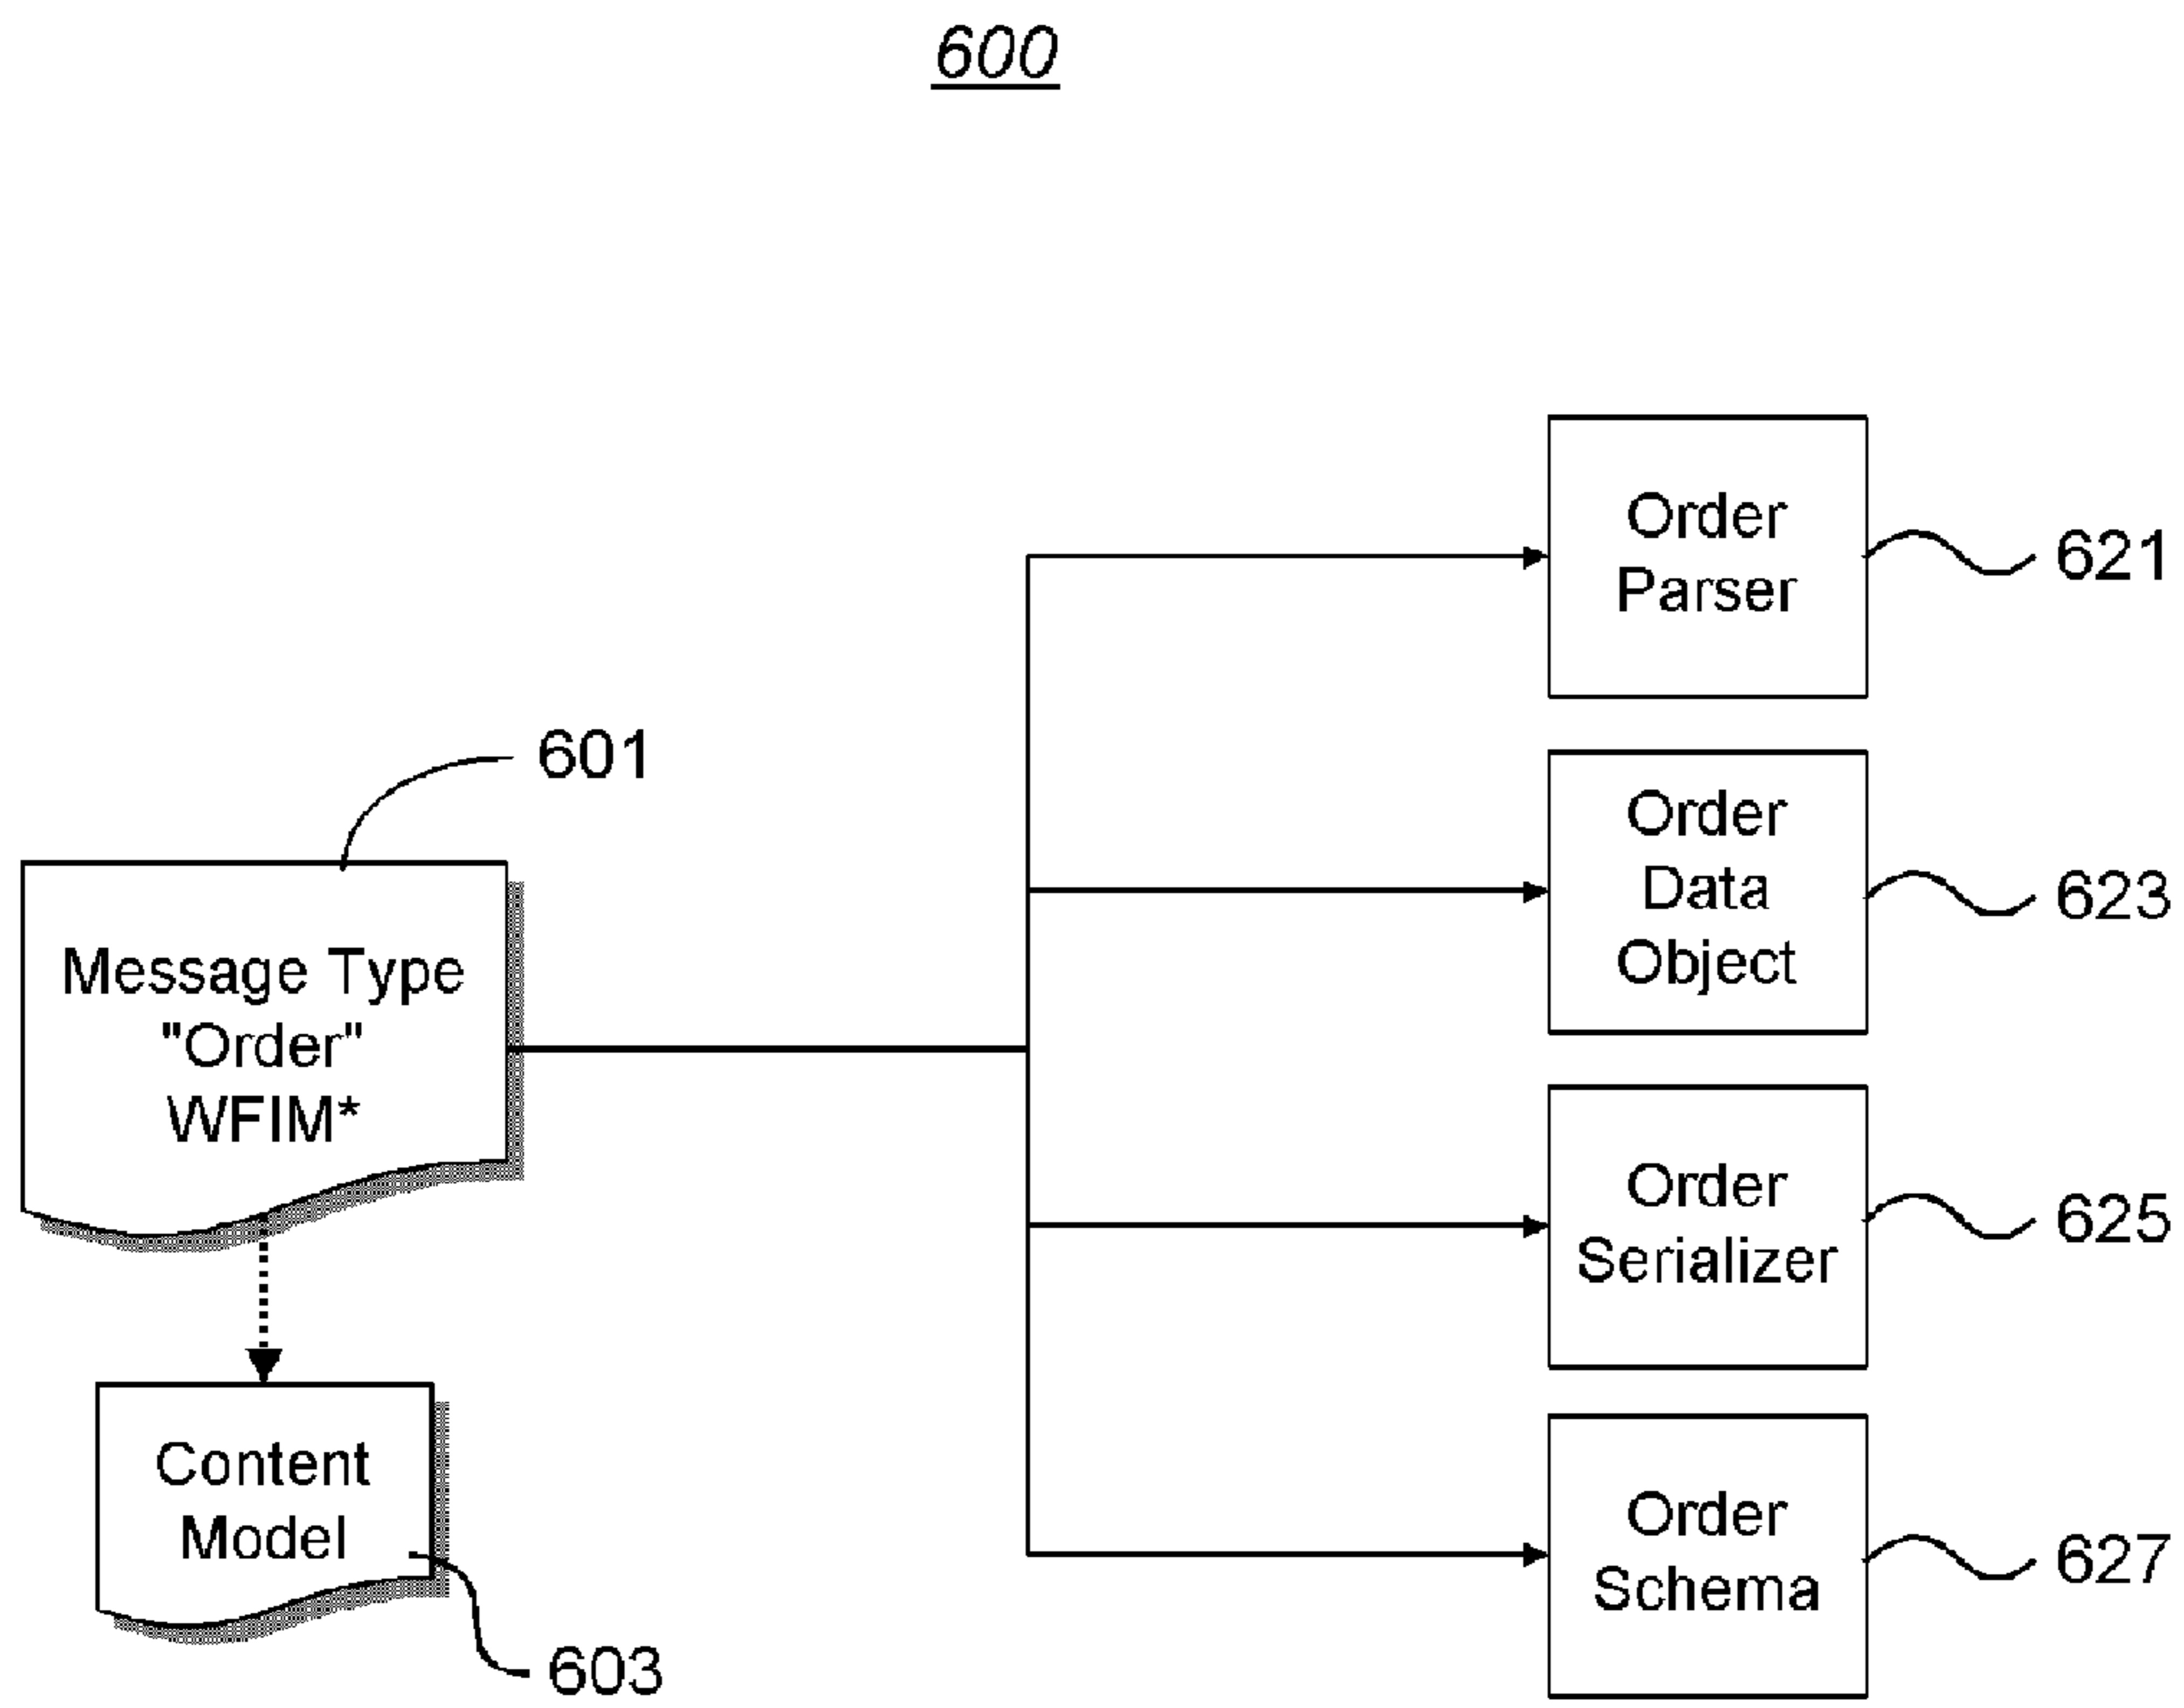 600
Order
Parser
621
601
Order
Data
Object
623
Message Type
"Order"
WFIM*
Order
Serializer
625
Content
Model
603
Order
Schema
627